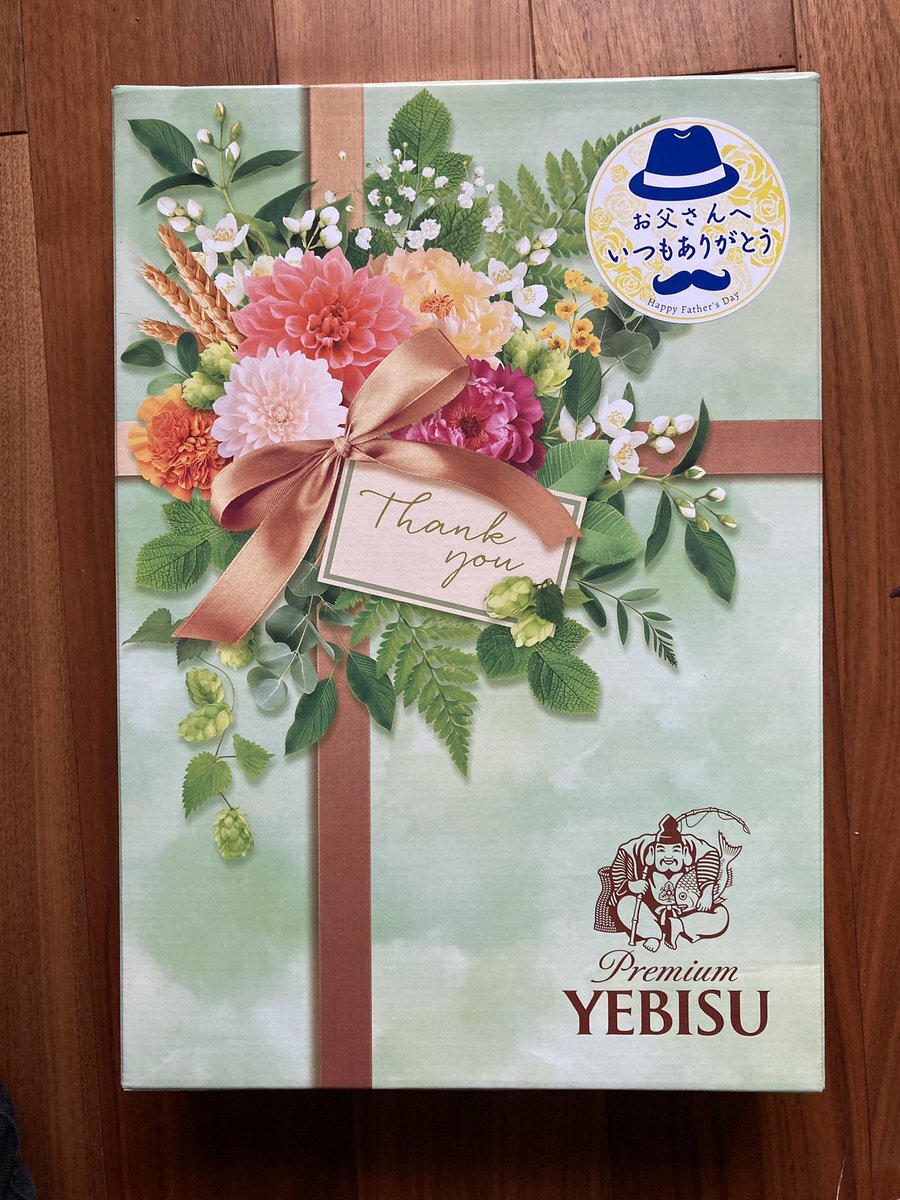 お父さんへ
いつもありがとう
Happy Father's Day
Thank
you
Premium
YEBISU